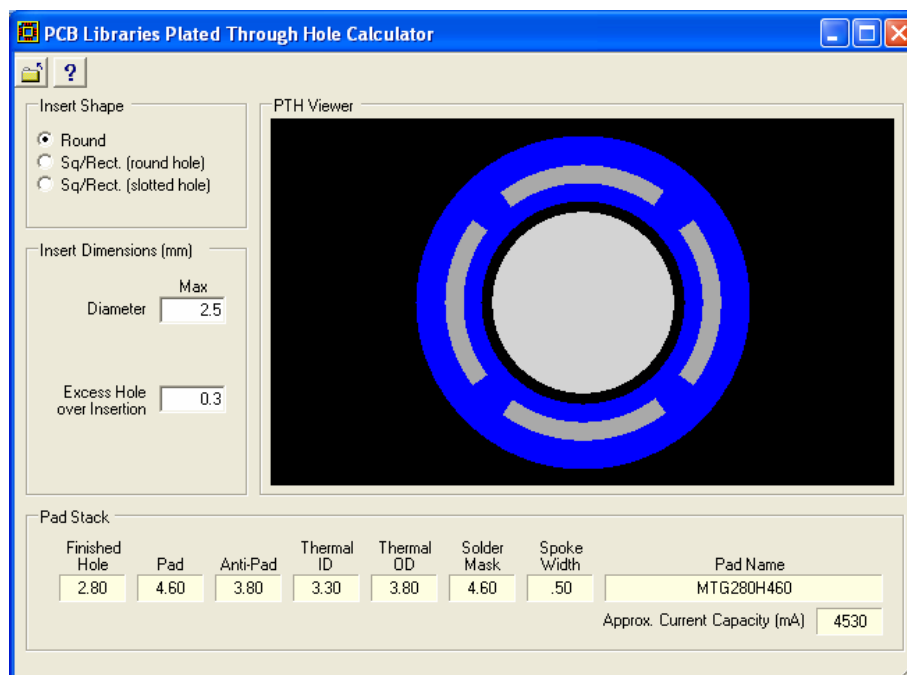 PCB Libraries Plated Through Hole Calculator
?
Insert Shape
Round
Sq/Rect. (round hole)
Sq/Rect. (slotted hole)
PTH Viewer
Insert Dimensions (mm)
Max
Diameter 2.5
Excess Hole
over Insertion 0.3
Pad Stack
Finished Hole Pad Anti-Pad Thermal ID Thermal OD Solder Mask Spoke Width Pad Name
2.80 4.60 3.80 3.30 3.80 4.60 .50 MTG280H460
Approx. Current Capacity (mA) 4530